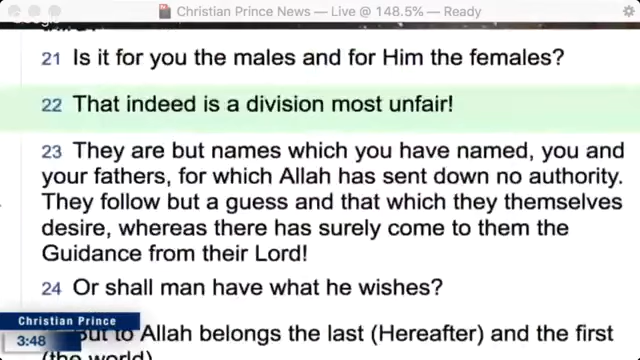 Christian Prince News — Live @ 148.5% — Ready
21 Is it for you the males and for Him the females?
22 That indeed is a division most unfair!
23 They are but names which you have named, you and
your fathers, for which Allah has sent down no authority.
They follow but a guess and that which they themselves
desire, whereas there has surely come to them the
Guidance from their Lord!
24 Or shall man have what he wishes?
Christian Prince
to Allah belongs the last (Hereafter) and the first
3:48
(the world)